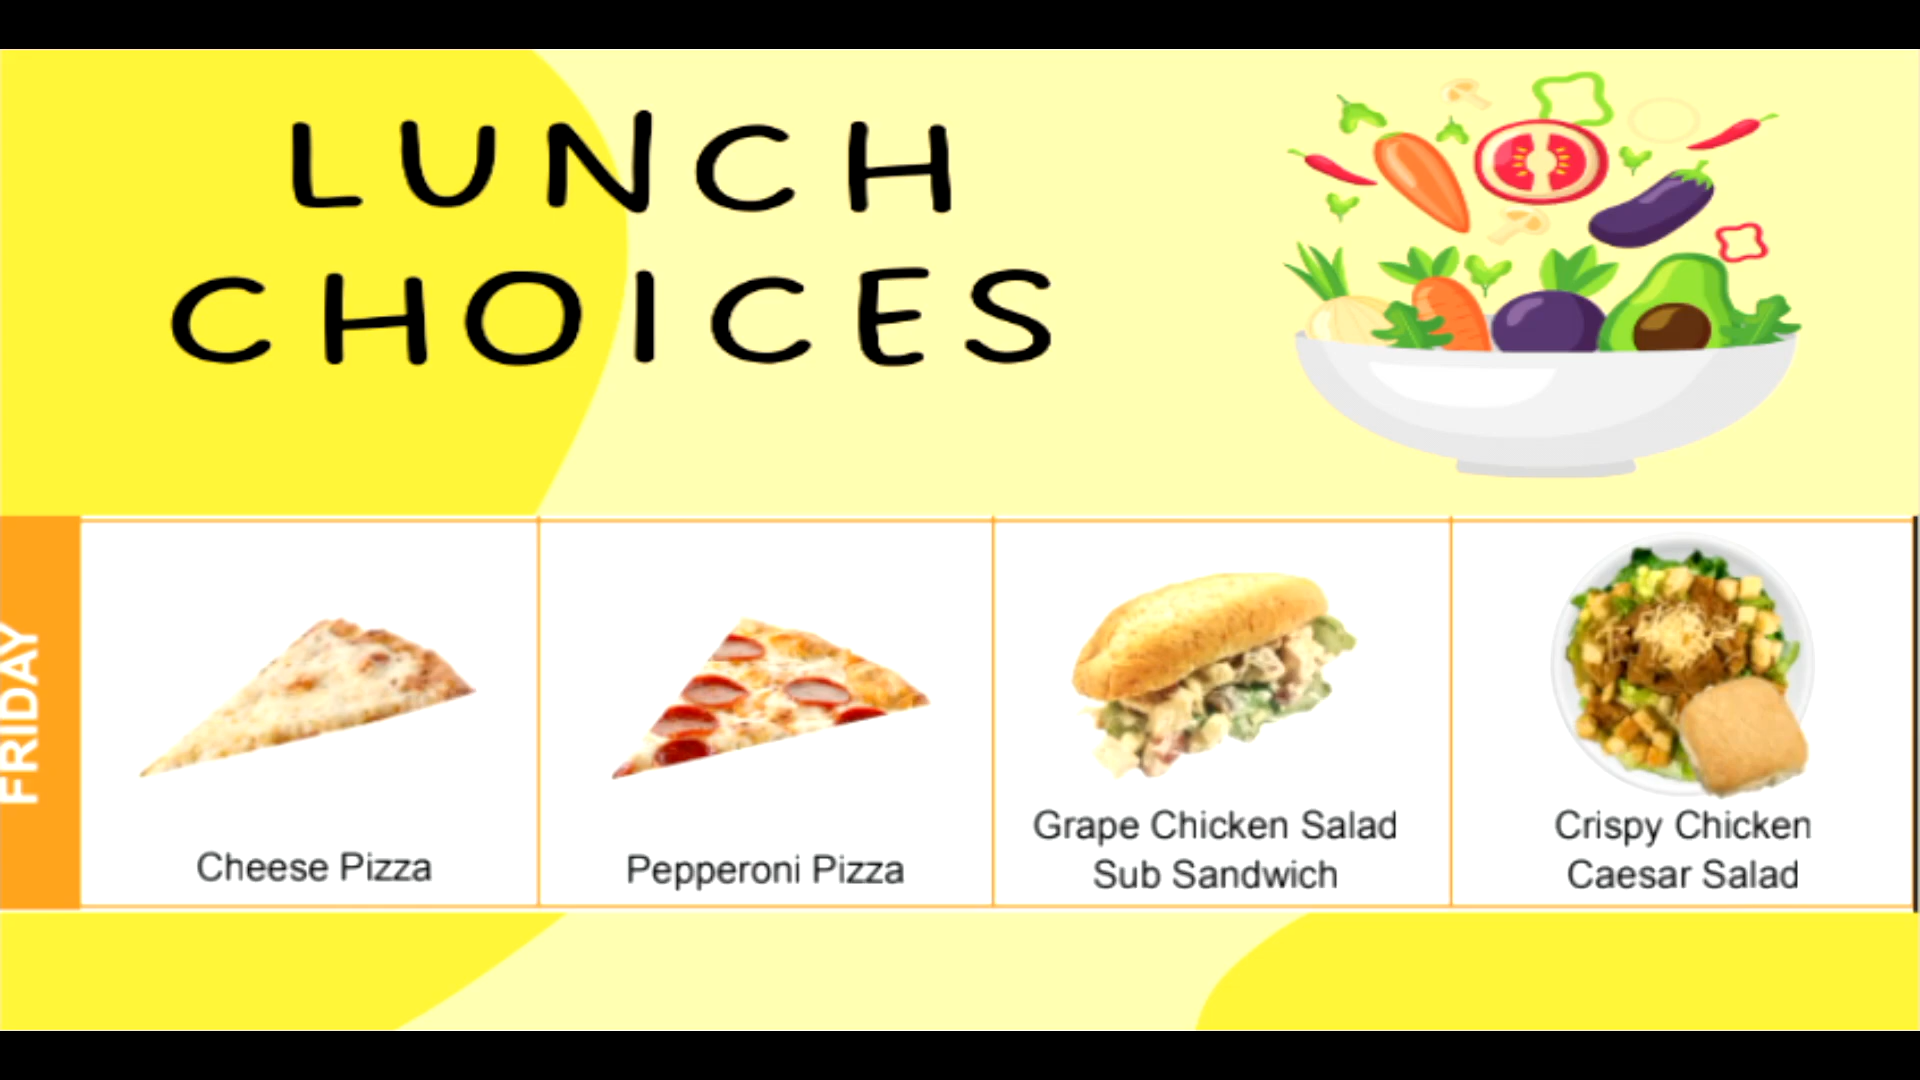 LUNCH
CHOICES
FRIDAY
Cheese Pizza
Pepperoni Pizza
Grape Chicken Salad
Sub Sandwich
Crispy Chicken
Caesar Salad